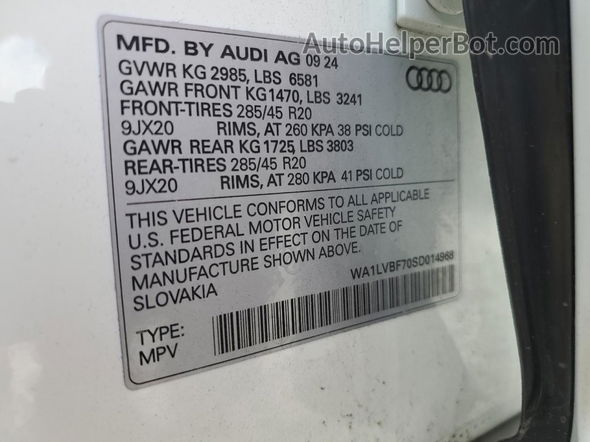 AutoHelperBot.com
MFD. BY AUDI AG 09 24
GVWR KG 2985, LBS 6581
GAWR FRONT KG1470, LBS 3241
FRONT-TIRES 285/45 R20
9JX20 RIMS, AT 260 KPA 38 PSI COLD
GAWR REAR KG 1725, LBS 3803
REAR-TIRES 285/45 R20
9JX20 RIMS, AT 280 KPA 41 PSI COLD
THIS VEHICLE CONFORMS TO ALL APPLICABLE
U.S. FEDERAL MOTOR VEHICLE SAFETY
STANDARDS IN EFFECT ON THE DATE OF
MANUFACTURE SHOWN ABOVE.
SLOVAKIA WA1LVBF70SD014968
TYPE:
MPV